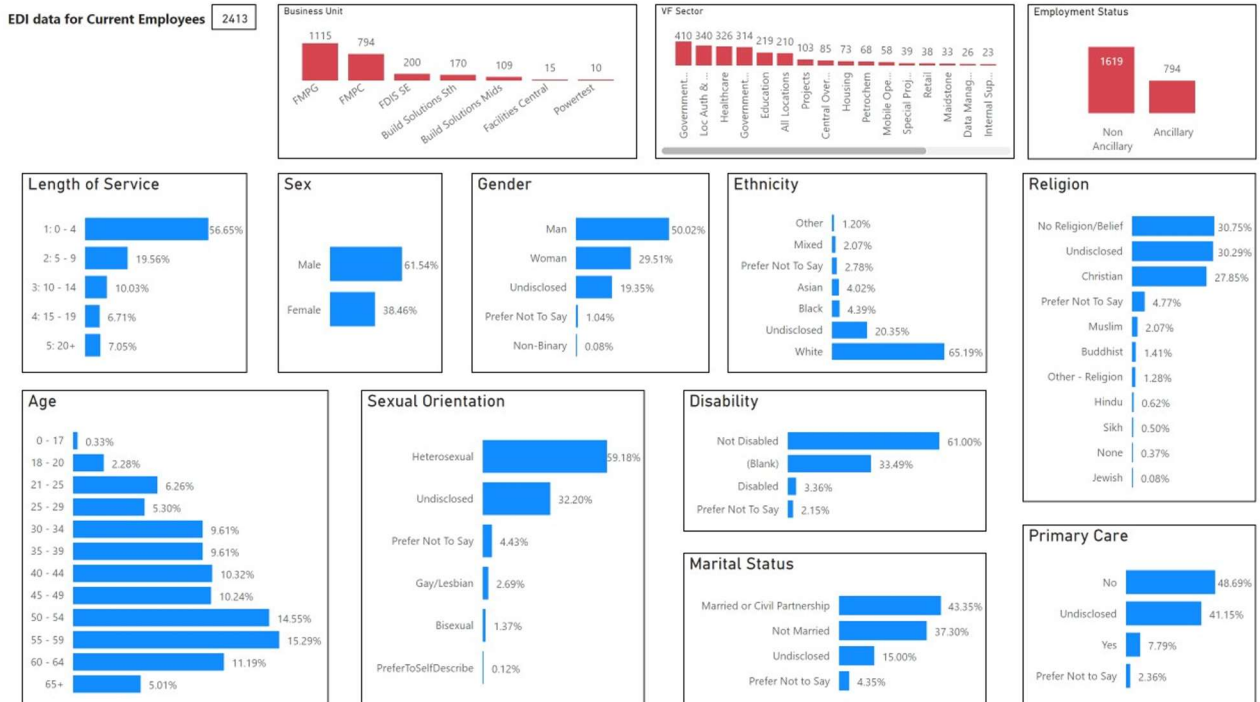 EDI data for Current Employees 2413
Business Unit
1115
794
200
170
109
15
10
FMPG
FMPC
FDIS SE
Build Solutions Sth
Build Solutions Mids
Facilities Central
Powertest
VF Sector
410 340 326 314 219 210 103 85 73 68 58 39 38 33 26 23
Government...
Loc Auth & ...
Healthcare
Government...
Education
All Locations
Projects
Central Over...
Housing
Petrochem
Mobile Ope...
Special Proj...
Retail
Maidstone
Data Manag...
Internal Sup...
Employment Status
1619
794
Non
Ancillary
Ancillary
Length of Service
1: 0 - 4 56.65%
2: 5 - 9 19.56%
3: 10 - 14 10.03%
4: 15 - 19 6.71%
5: 20+ 7.05%
Sex
Male 61.54%
Female 38.46%
Gender
Man 50.02%
Woman 29.51%
Undisclosed 19.35%
Prefer Not To Say 1.04%
Non-Binary 0.08%
Ethnicity
Other 1.20%
Mixed 2.07%
Prefer Not To Say 2.78%
Asian 4.02%
Black 4.39%
Undisclosed 20.35%
White 65.19%
Religion
No Religion/Belief 30.75%
Undisclosed 30.29%
Christian 27.85%
Prefer Not To Say 4.77%
Muslim 2.07%
Buddhist 1.41%
Other - Religion 1.28%
Hindu 0.62%
Sikh 0.50%
None 0.37%
Jewish 0.08%
Age
0 - 17 0.33%
18 - 20 2.28%
21 - 25 6.26%
25 - 29 5.30%
30 - 34 9.61%
35 - 39 9.61%
40 - 44 10.32%
45 - 49 10.24%
50 - 54 14.55%
55 - 59 15.29%
60 - 64 11.19%
65+ 5.01%
Sexual Orientation
Heterosexual 59.18%
Undisclosed 32.20%
Prefer Not To Say 4.43%
Gay/Lesbian 2.69%
Bisexual 1.37%
PreferToSelfDescribe 0.12%
Disability
Not Disabled 61.00%
(Blank) 33.49%
Disabled 3.36%
Prefer Not To Say 2.15%
Marital Status
Married or Civil Partnership 43.35%
Not Married 37.30%
Undisclosed 15.00%
Prefer Not to Say 4.35%
Primary Care
No 48.69%
Undisclosed 41.15%
Yes 7.79%
Prefer Not to Say 2.36%